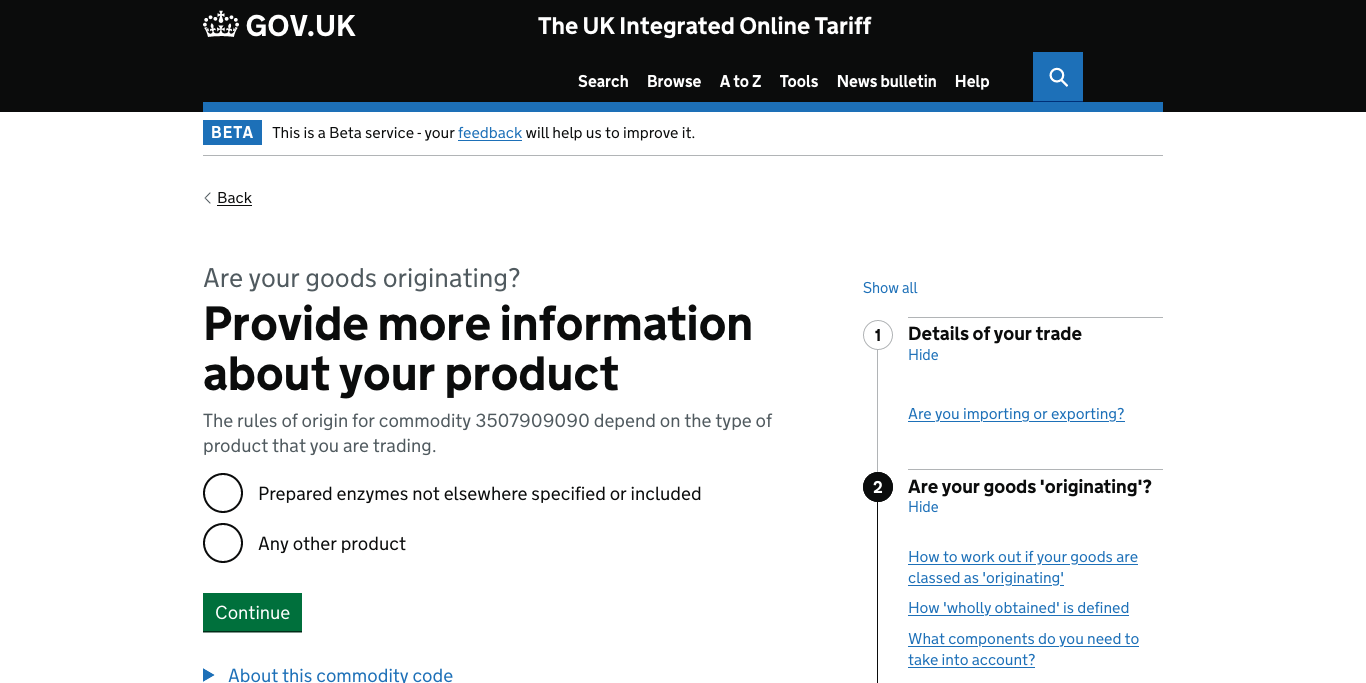 GOV.UK
The UK Integrated Online Tariff
Search Browse A to Z Tools News bulletin Help
BETA This is a Beta service - your feedback will help us to improve it.
Back
Are your goods originating?
Provide more information
about your product
The rules of origin for commodity 3507909090 depend on the type of
product that you are trading.
Prepared enzymes not elsewhere specified or included
Any other product
Continue
About this commodity code
Show all
1 Details of your trade
Hide
Are you importing or exporting?
2 Are your goods 'originating'?
Hide
How to work out if your goods are
classed as 'originating'
How 'wholly obtained' is defined
What components do you need to
take into account?